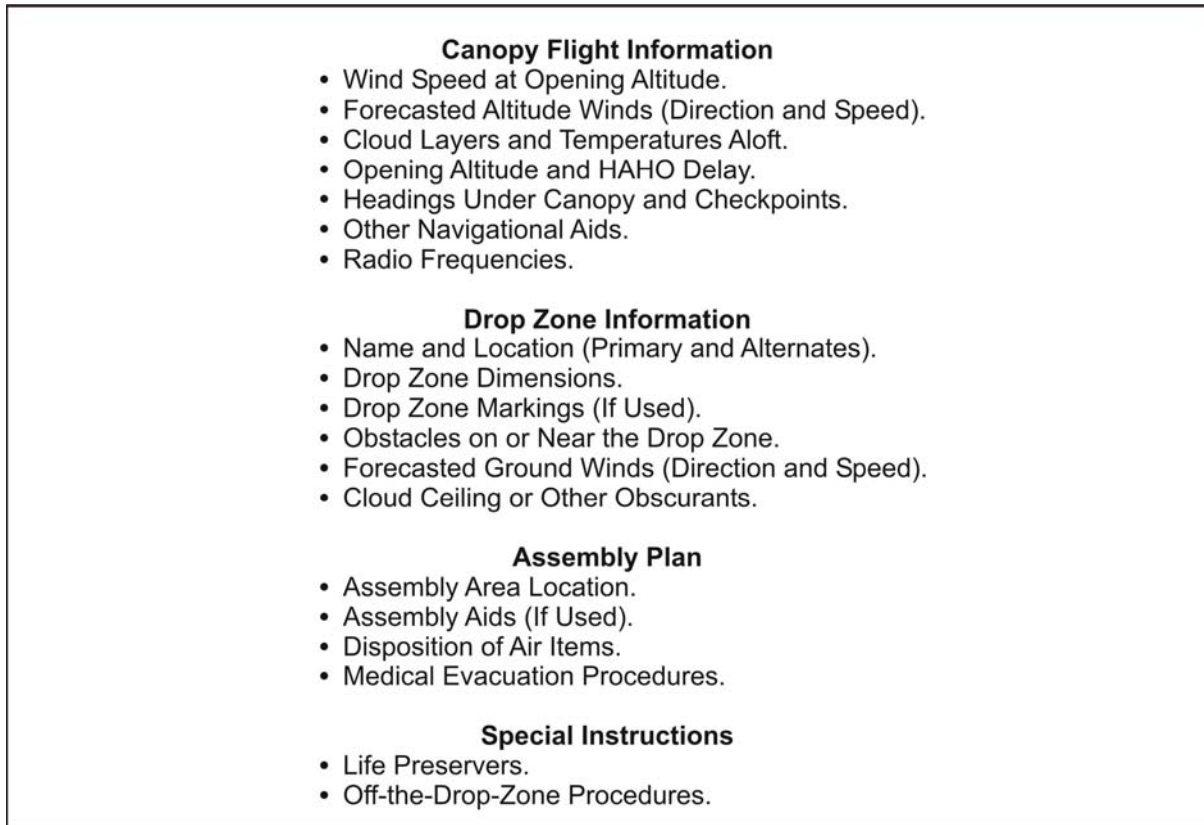 Canopy Flight Information
• Wind Speed at Opening Altitude.
• Forecasted Altitude Winds (Direction and Speed).
• Cloud Layers and Temperatures Aloft.
• Opening Altitude and HAHO Delay.
• Headings Under Canopy and Checkpoints.
• Other Navigational Aids.
• Radio Frequencies.
Drop Zone Information
• Name and Location (Primary and Alternates).
• Drop Zone Dimensions.
• Drop Zone Markings (If Used).
• Obstacles on or Near the Drop Zone.
• Forecasted Ground Winds (Direction and Speed).
• Cloud Ceiling or Other Obscurants.
Assembly Plan
• Assembly Area Location.
• Assembly Aids (If Used).
• Disposition of Air Items.
• Medical Evacuation Procedures.
Special Instructions
• Life Preservers.
• Off-the-Drop-Zone Procedures.